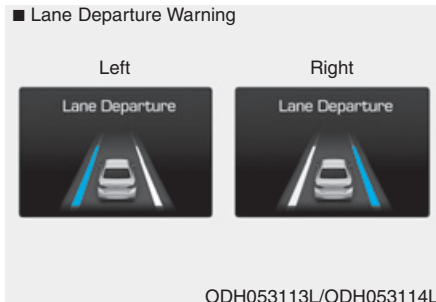 ■ Lane Departure Warning
Left
Right
Lane Departure
Lane Departure
ODH053113L/ODH053114L